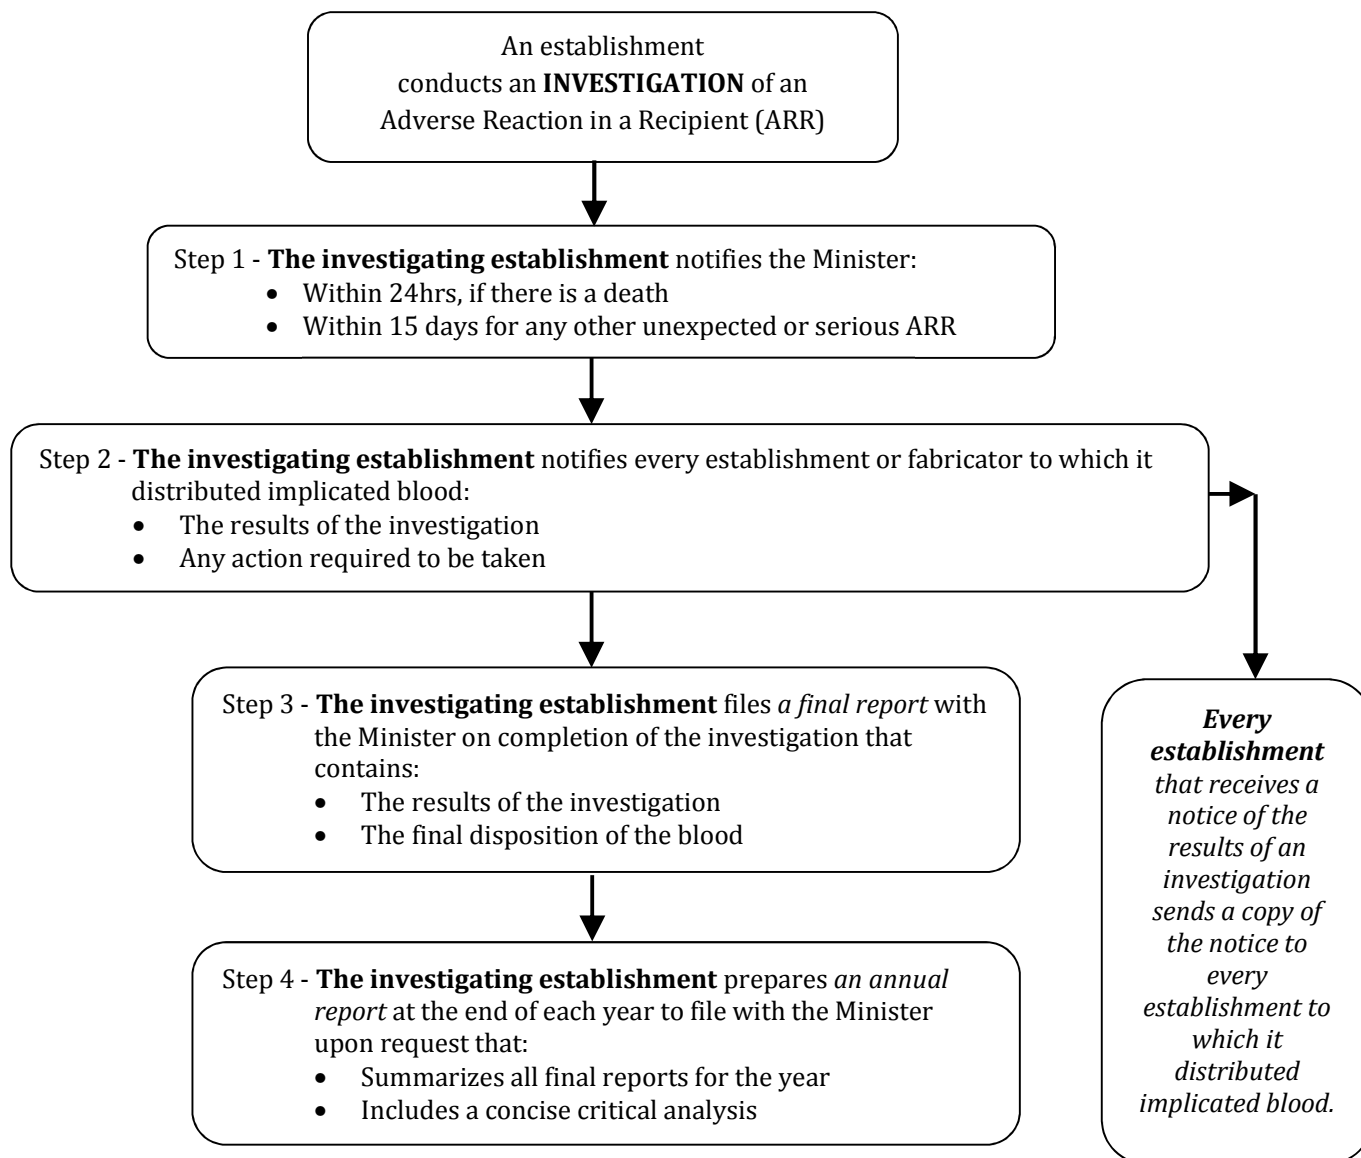 An establishment
conducts an INVESTIGATION of an
Adverse Reaction in a Recipient (ARR)
Step 1 - The investigating establishment notifies the Minister:
• Within 24hrs, if there is a death
• Within 15 days for any other unexpected or serious ARR
Step 2 - The investigating establishment notifies every establishment or fabricator to which it
distributed implicated blood:
• The results of the investigation
• Any action required to be taken
Step 3 - The investigating establishment files a final report with
the Minister on completion of the investigation that
contains:
• The results of the investigation
• The final disposition of the blood
Step 4 - The investigating establishment prepares an annual
report at the end of each year to file with the Minister
upon request that:
• Summarizes all final reports for the year
• Includes a concise critical analysis
Every
establishment
that receives a
notice of the
results of an
investigation
sends a copy of
the notice to
every
establishment to
which it
distributed
implicated blood.